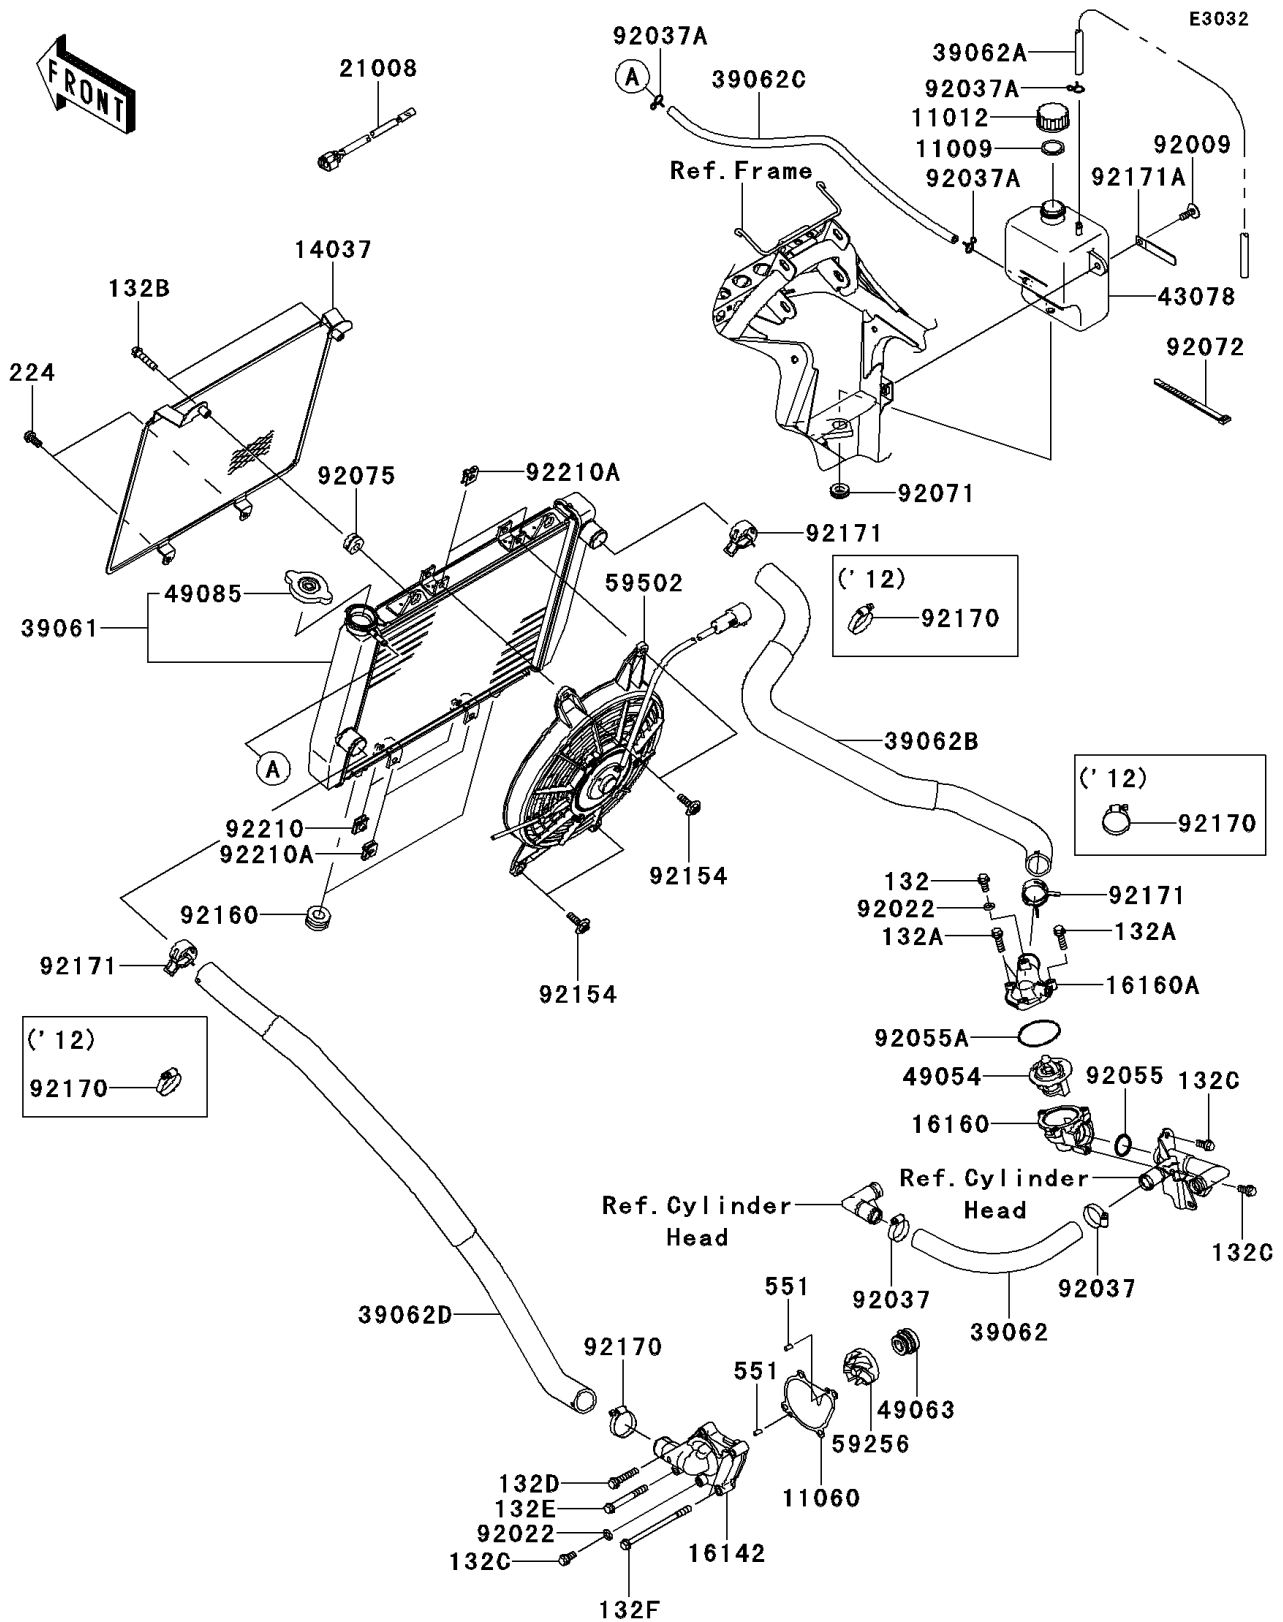 E3032
FRONT
92037A
39062A
21008
A
39062C
92037A
11012
11009
92009
Ref.Frame
92037A
92171A
14037
132B
43078
92072
224
92075
92210A
92071
92171
49085
59502
('12)
92170
39061
39062B
A
('12)
92170
92210
92210A
92154
132
92171
92022
92160
132A
132A
92171
92154
16160A
('12)
92170
92055A
49054
92055
132C
16160
Ref.Cylinder
Head
Ref.Cylinder
Head
132C
551
92037
92037
39062D
39062
92170
551
49063
59256
132D
11060
132E
92022
132C
16142
132F